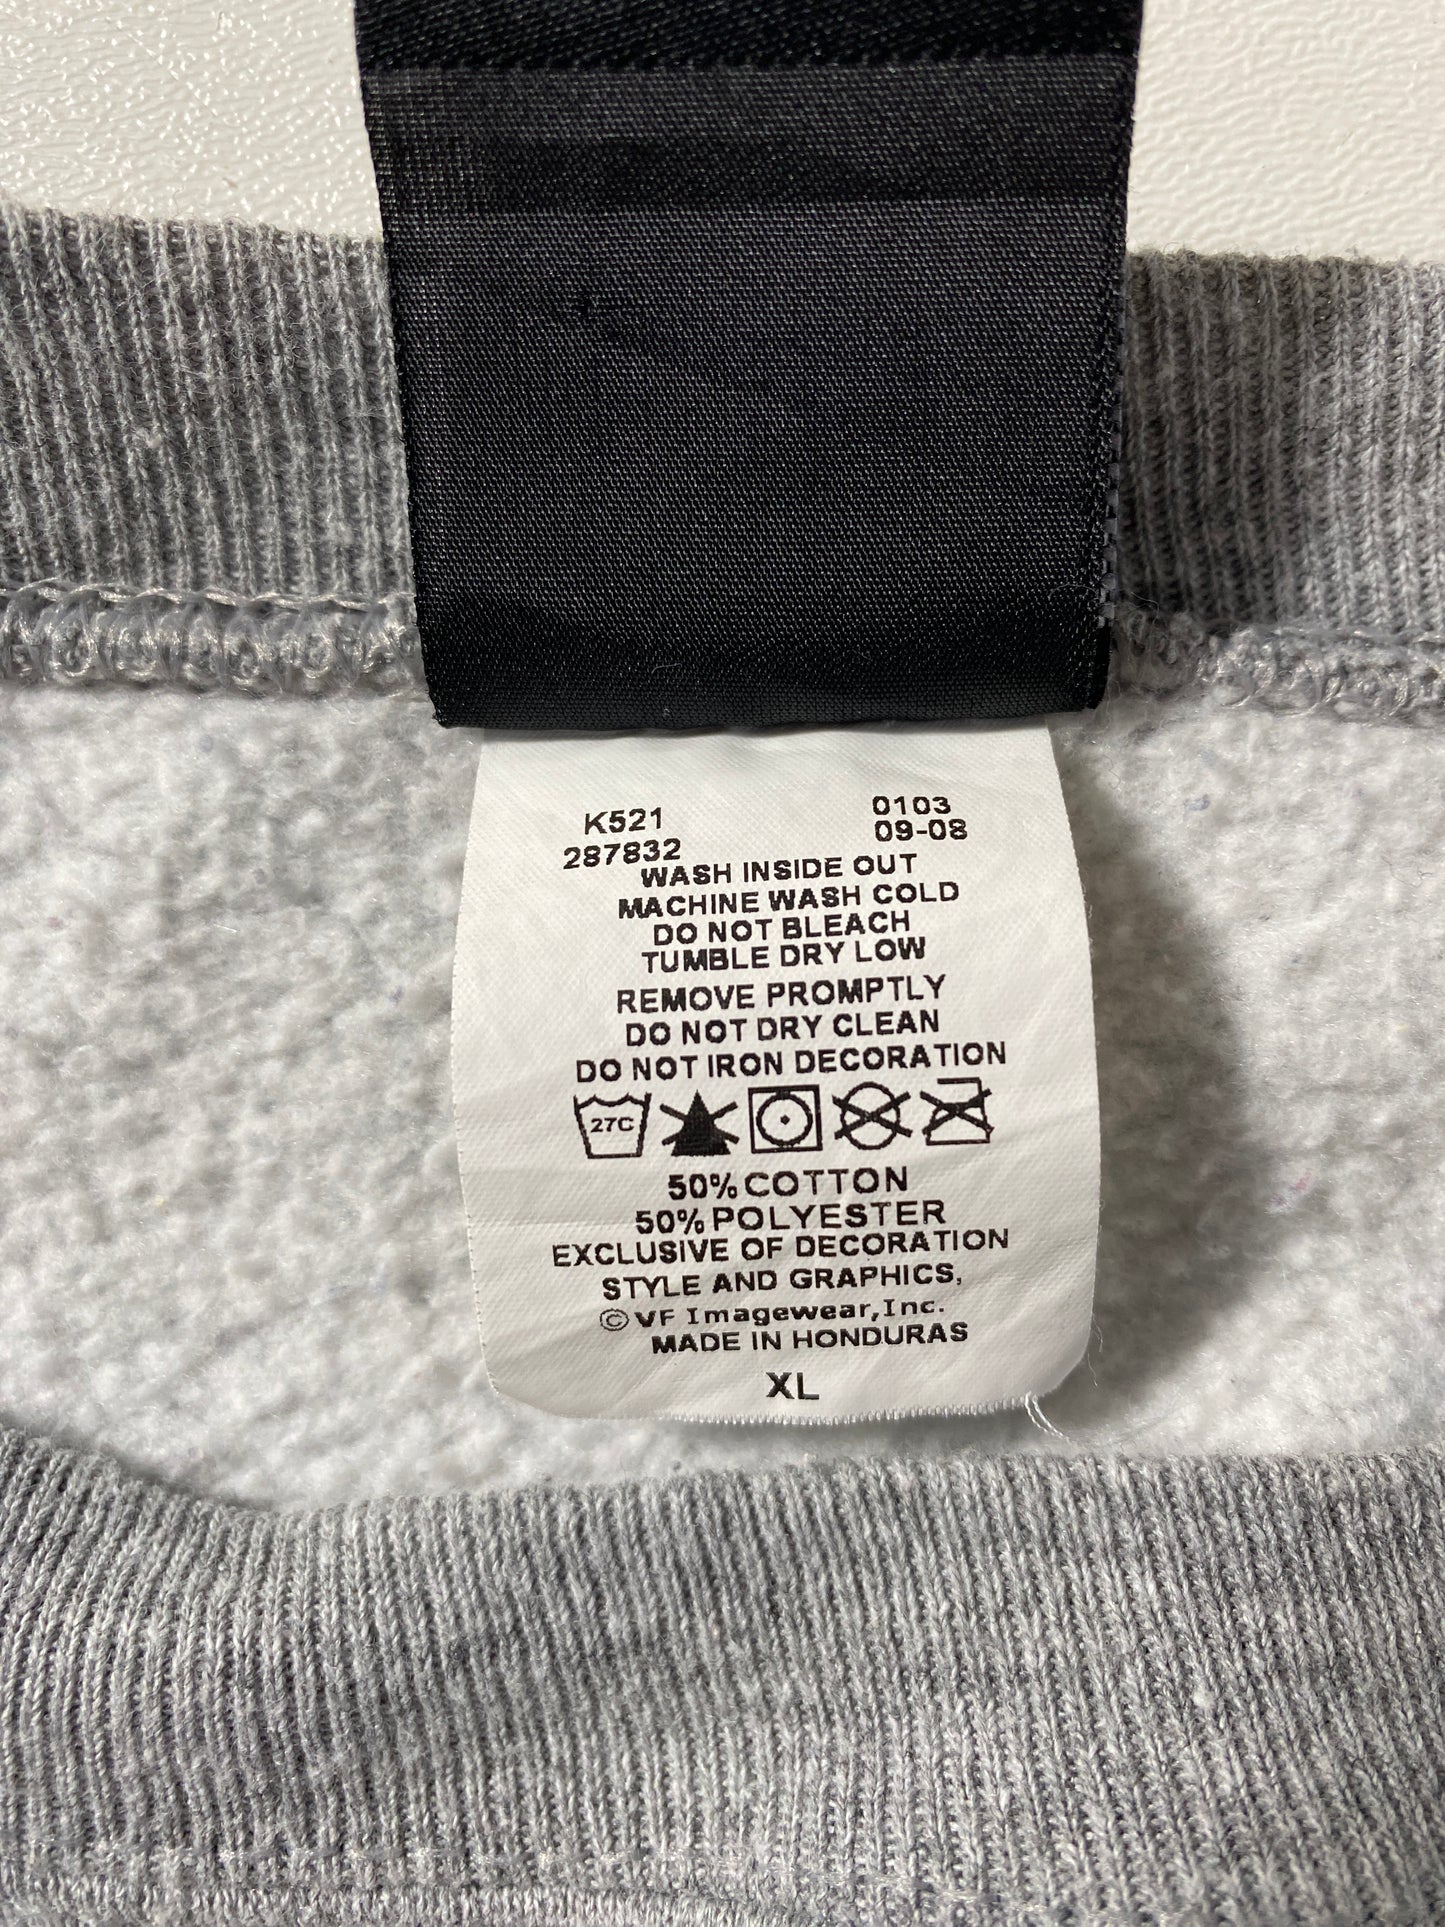 K521 0103
287832 09-08
WASH INSIDE OUT
MACHINE WASH COLD
DO NOT BLEACH
TUMBLE DRY LOW
REMOVE PROMPTLY
DO NOT DRY CLEAN
DO NOT IRON DECORATION
27C
50% COTTON
50% POLYESTER
EXCLUSIVE OF DECORATION
STYLE AND GRAPHICS,
© VF Imagewear, Inc.
MADE IN HONDURAS
XL